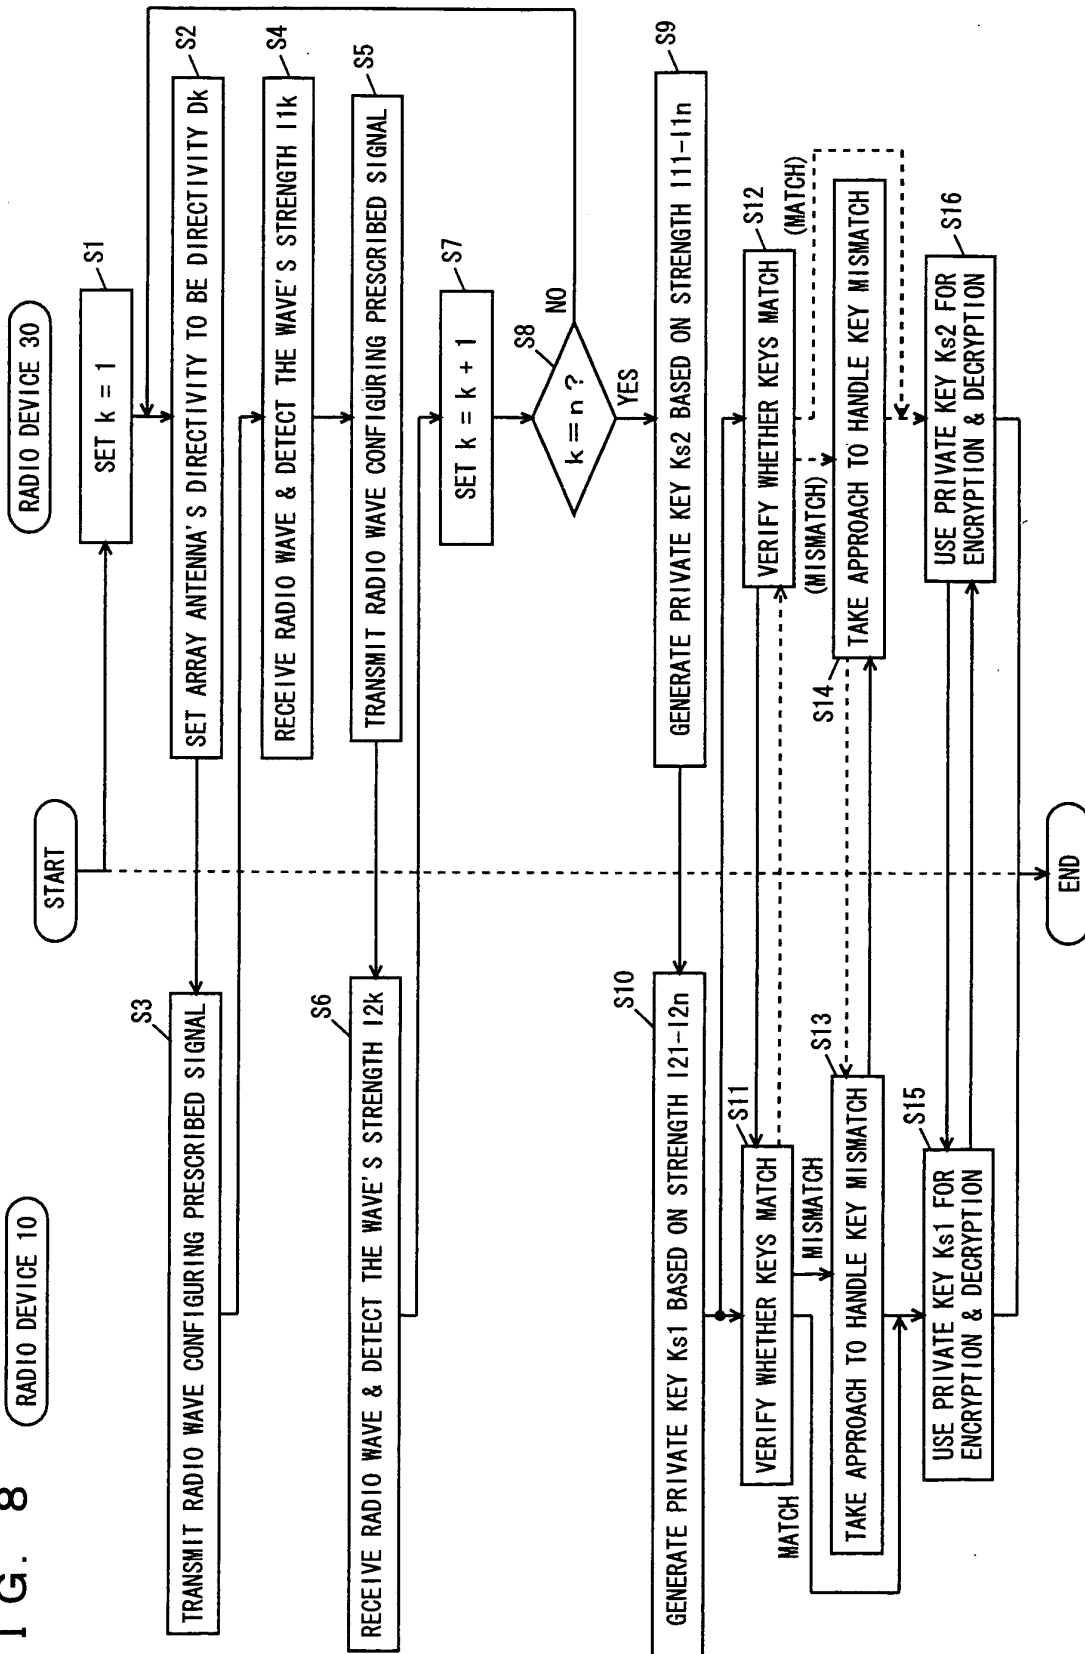 IG. 8
RADIO DEVICE 10
RADIO DEVICE 30
START
S1
SET k = 1
S2
SET ARRAY ANTENNA'S DIRECTIVITY TO BE DIRECTIVITY Dk
S3
TRANSMIT RADIO WAVE CONFIGURING PRESCRIBED SIGNAL
S4
RECEIVE RADIO WAVE & DETECT THE WAVE'S STRENGTH I1k
S5
TRANSMIT RADIO WAVE CONFIGURING PRESCRIBED SIGNAL
S6
RECEIVE RADIO WAVE & DETECT THE WAVE'S STRENGTH I2k
S7
SET k = k + 1
S8
k = n ?
NO
YES
S9
GENERATE PRIVATE KEY Ks2 BASED ON STRENGTH I11-I1n
S10
GENERATE PRIVATE KEY Ks1 BASED ON STRENGTH I21-I2n
S11
VERIFY WHETHER KEYS MATCH
S12
VERIFY WHETHER KEYS MATCH
MATCH
MISMATCH
(MISMATCH)
(MATCH)
S13
TAKE APPROACH TO HANDLE KEY MISMATCH
S14
TAKE APPROACH TO HANDLE KEY MISMATCH
S15
USE PRIVATE KEY Ks1 FOR
ENCRYPTION & DECRYPTION
S16
USE PRIVATE KEY Ks2 FOR
ENCRYPTION & DECRYPTION
END